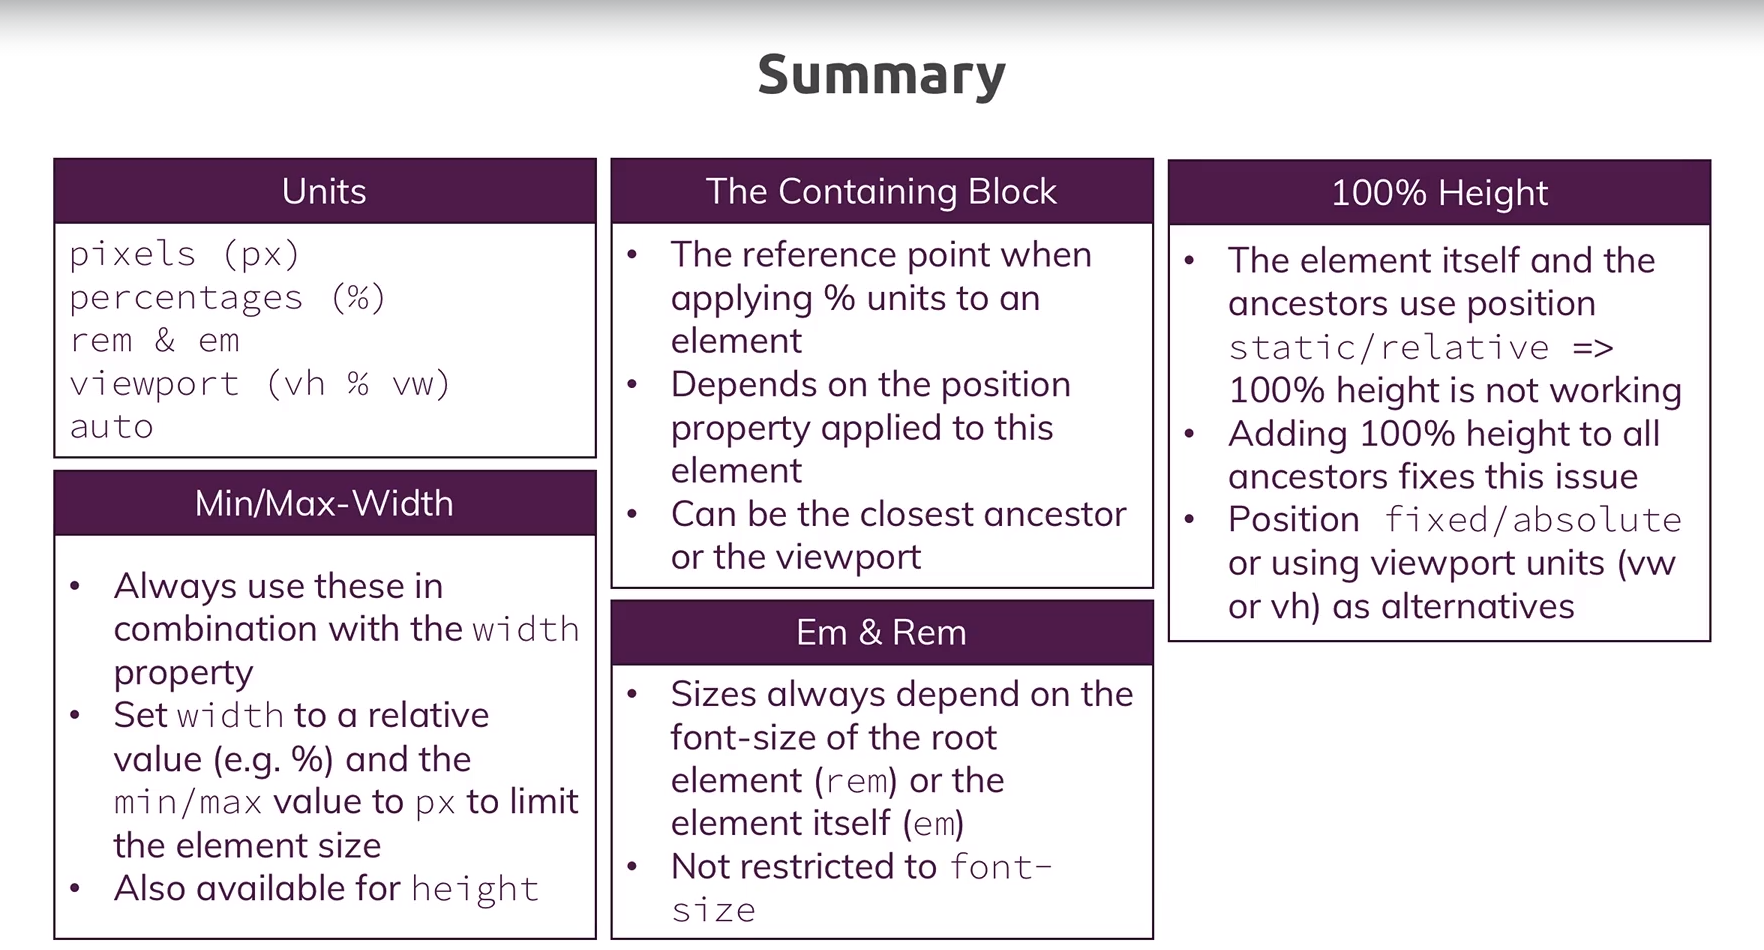 Summary
Units
pixels (px)
percentages (%)
rem & em
viewport (vh % vw)
auto
Min/Max-Width
• Always use these in
combination with the width
property
• Set width to a relative
value (e.g. %) and the
min/max value to px to limit
the element size
• Also available for height
The Containing Block
• The reference point when
applying % units to an
element
• Depends on the position
property applied to this
element
• Can be the closest ancestor
or the viewport
Em & Rem
• Sizes always depend on the
font-size of the root
element (rem) or the
element itself (em)
• Not restricted to font-
size
100% Height
• The element itself and the
ancestors use position
static/relative =>
100% height is not working
• Adding 100% height to all
ancestors fixes this issue
• Position fixed/absolute
or using viewport units (vw
or vh) as alternatives